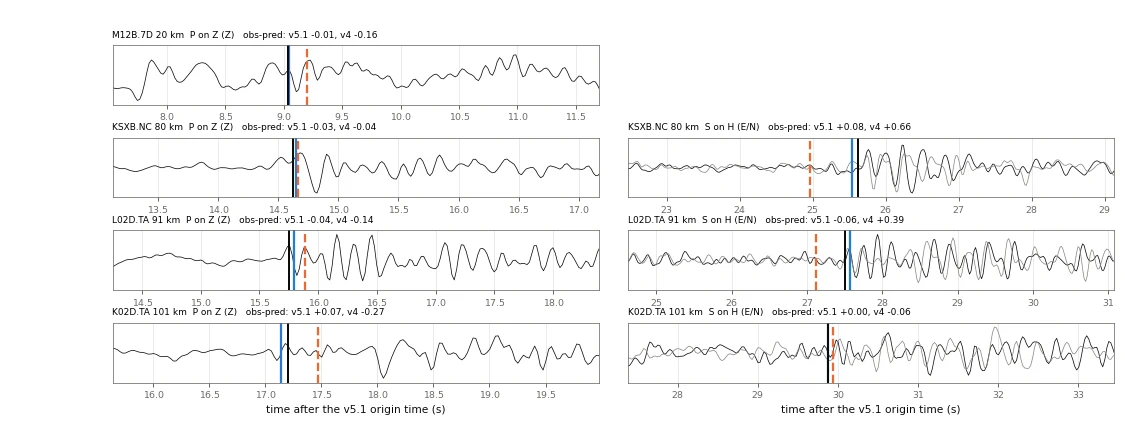 M12B.7D 20 km P on Z (Z) obs-pred: v5.1 -0.01, v4 -0.16
8.0 8.5 9.0 9.5 10.0 10.5 11.0 11.5
KSXB.NC 80 km P on Z (Z) obs-pred: v5.1 -0.03, v4 -0.04
13.5 14.0 14.5 15.0 15.5 16.0 16.5 17.0
KSXB.NC 80 km S on H (E/N) obs-pred: v5.1 +0.08, v4 +0.66
23 24 25 26 27 28 29
L02D.TA 91 km P on Z (Z) obs-pred: v5.1 -0.04, v4 -0.14
14.5 15.0 15.5 16.0 16.5 17.0 17.5 18.0
L02D.TA 91 km S on H (E/N) obs-pred: v5.1 -0.06, v4 +0.39
25 26 27 28 29 30 31
K02D.TA 101 km P on Z (Z) obs-pred: v5.1 +0.07, v4 -0.27
16.0 16.5 17.0 17.5 18.0 18.5 19.0 19.5
time after the v5.1 origin time (s)
K02D.TA 101 km S on H (E/N) obs-pred: v5.1 +0.00, v4 -0.06
28 29 30 31 32 33
time after the v5.1 origin time (s)